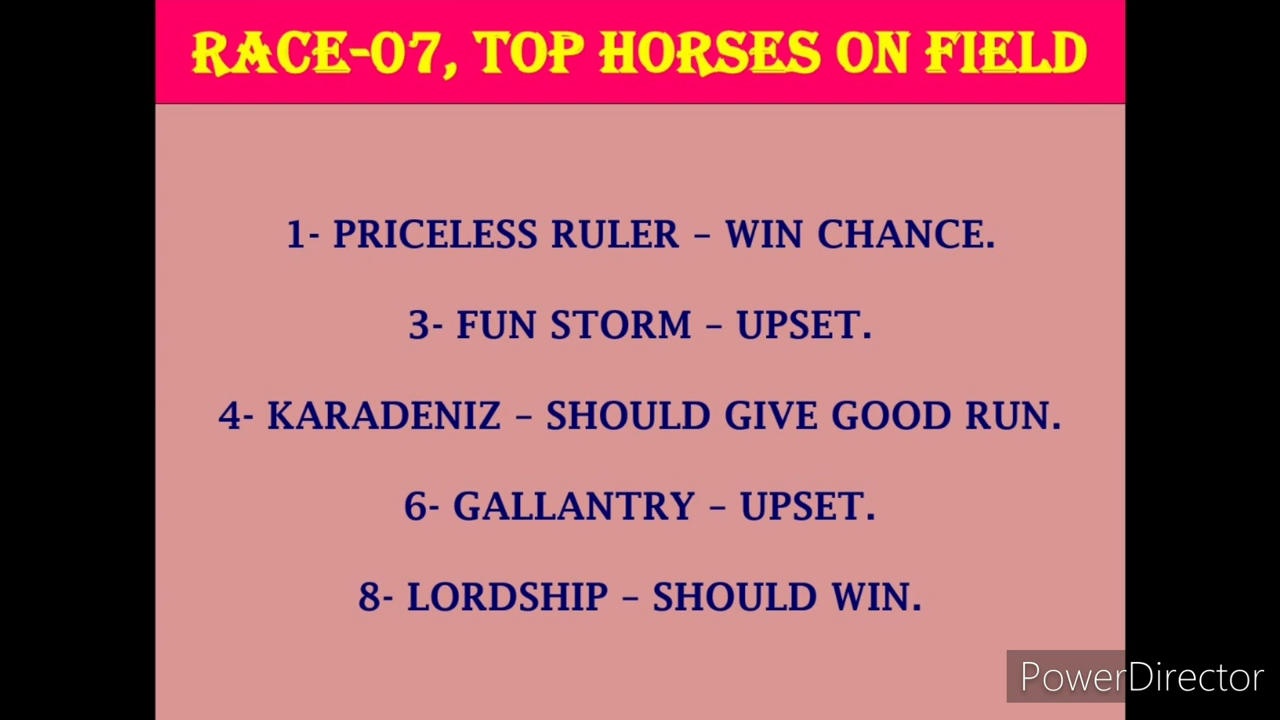 RACE-07, TOP HORSES ON FIELD
1- PRICELESS RULER – WIN CHANCE.
3- FUN STORM – UPSET.
4- KARADENIZ – SHOULD GIVE GOOD RUN.
6- GALLANTRY – UPSET.
8- LORDSHIP – SHOULD WIN.
PowerDirector